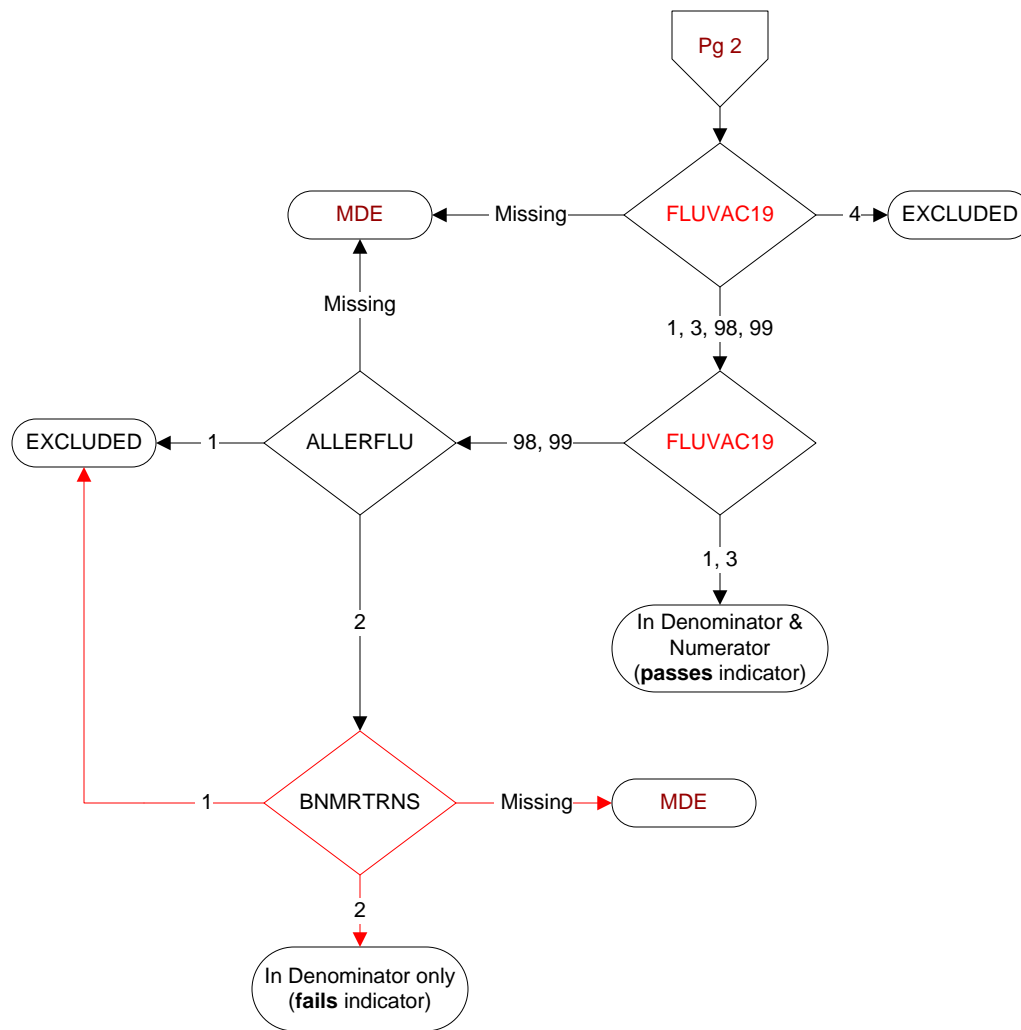 Pg 2
MDE
Missing
FLUVAC19
4
EXCLUDED
Missing
1, 3, 98, 99
EXCLUDED
1
ALLERFLU
98, 99
FLUVAC19
1, 3
2
In Denominator &
Numerator
(passes indicator)
1
BNMRTRNS
Missing
MDE
2
In Denominator only
(fails indicator)